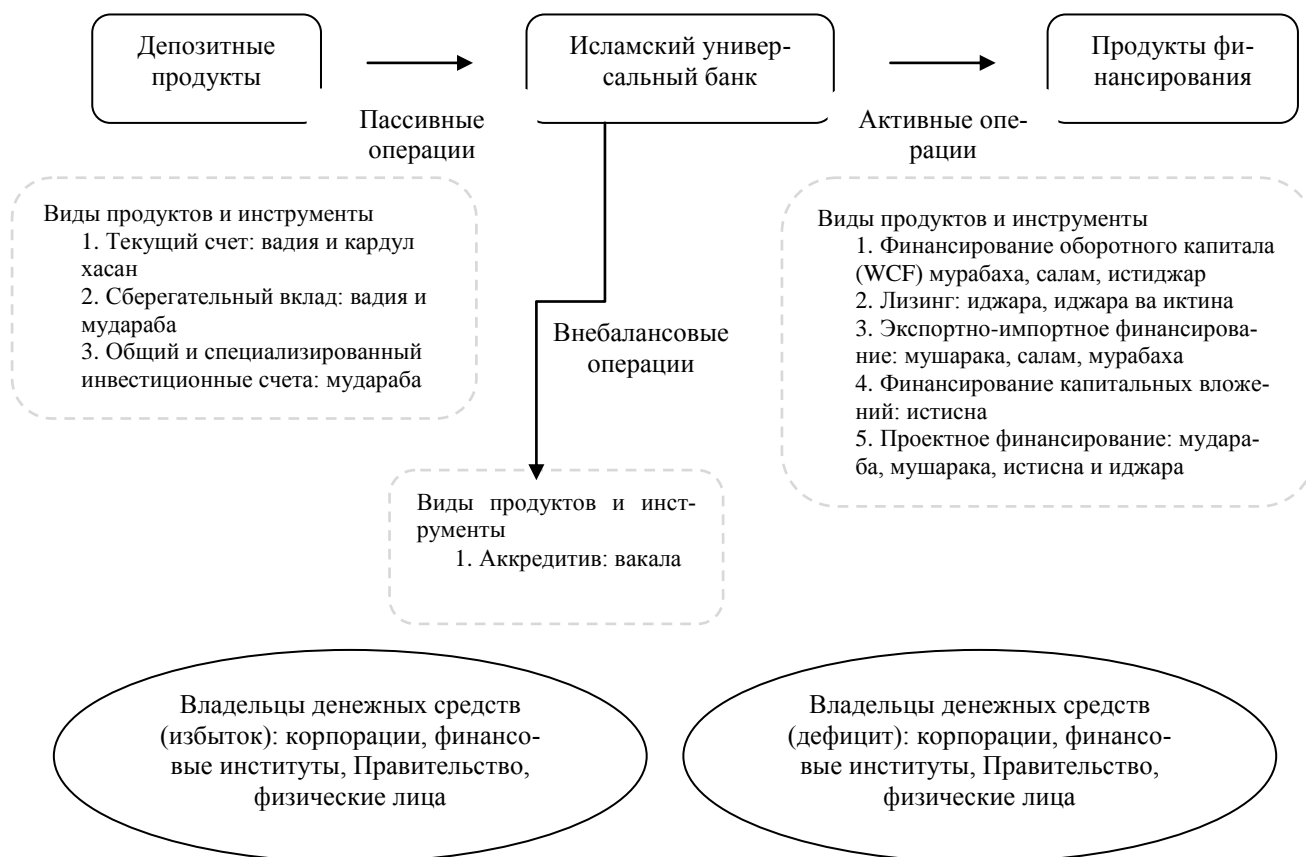 Депозитные
продукты
Исламский универ-
сальный банк
Продукты фи-
нансирования
Пассивные
операции
Активные опе-
рации
Виды продуктов и инструменты
1. Текущий счет: вадия и кардул
хасан
2. Сберегательный вклад: вадия и
мудараба
3. Общий и специализированный
инвестиционные счета: мудараба
Внебалансовые
операции
Виды продуктов и инструменты
1. Финансирование оборотного капитала
(WCF) мурабаха, салам, истиджар
2. Лизинг: иджара, иджара ва иктина
3. Экспортно-импортное финансирова-
ние: мушарака, салам, мурабаха
4. Финансирование капитальных вложе-
ний: истисна
5. Проектное финансирование: мудара-
ба, мушарака, истисна и иджара
Виды продуктов и инст-
рументы
1. Аккредитив: вакала
Владельцы денежных средств
(избыток): корпорации, финансо-
вые институты, Правительство,
физические лица
Владельцы денежных средств
(дефицит): корпорации, финансо-
вые институты, Правительство,
физические лица